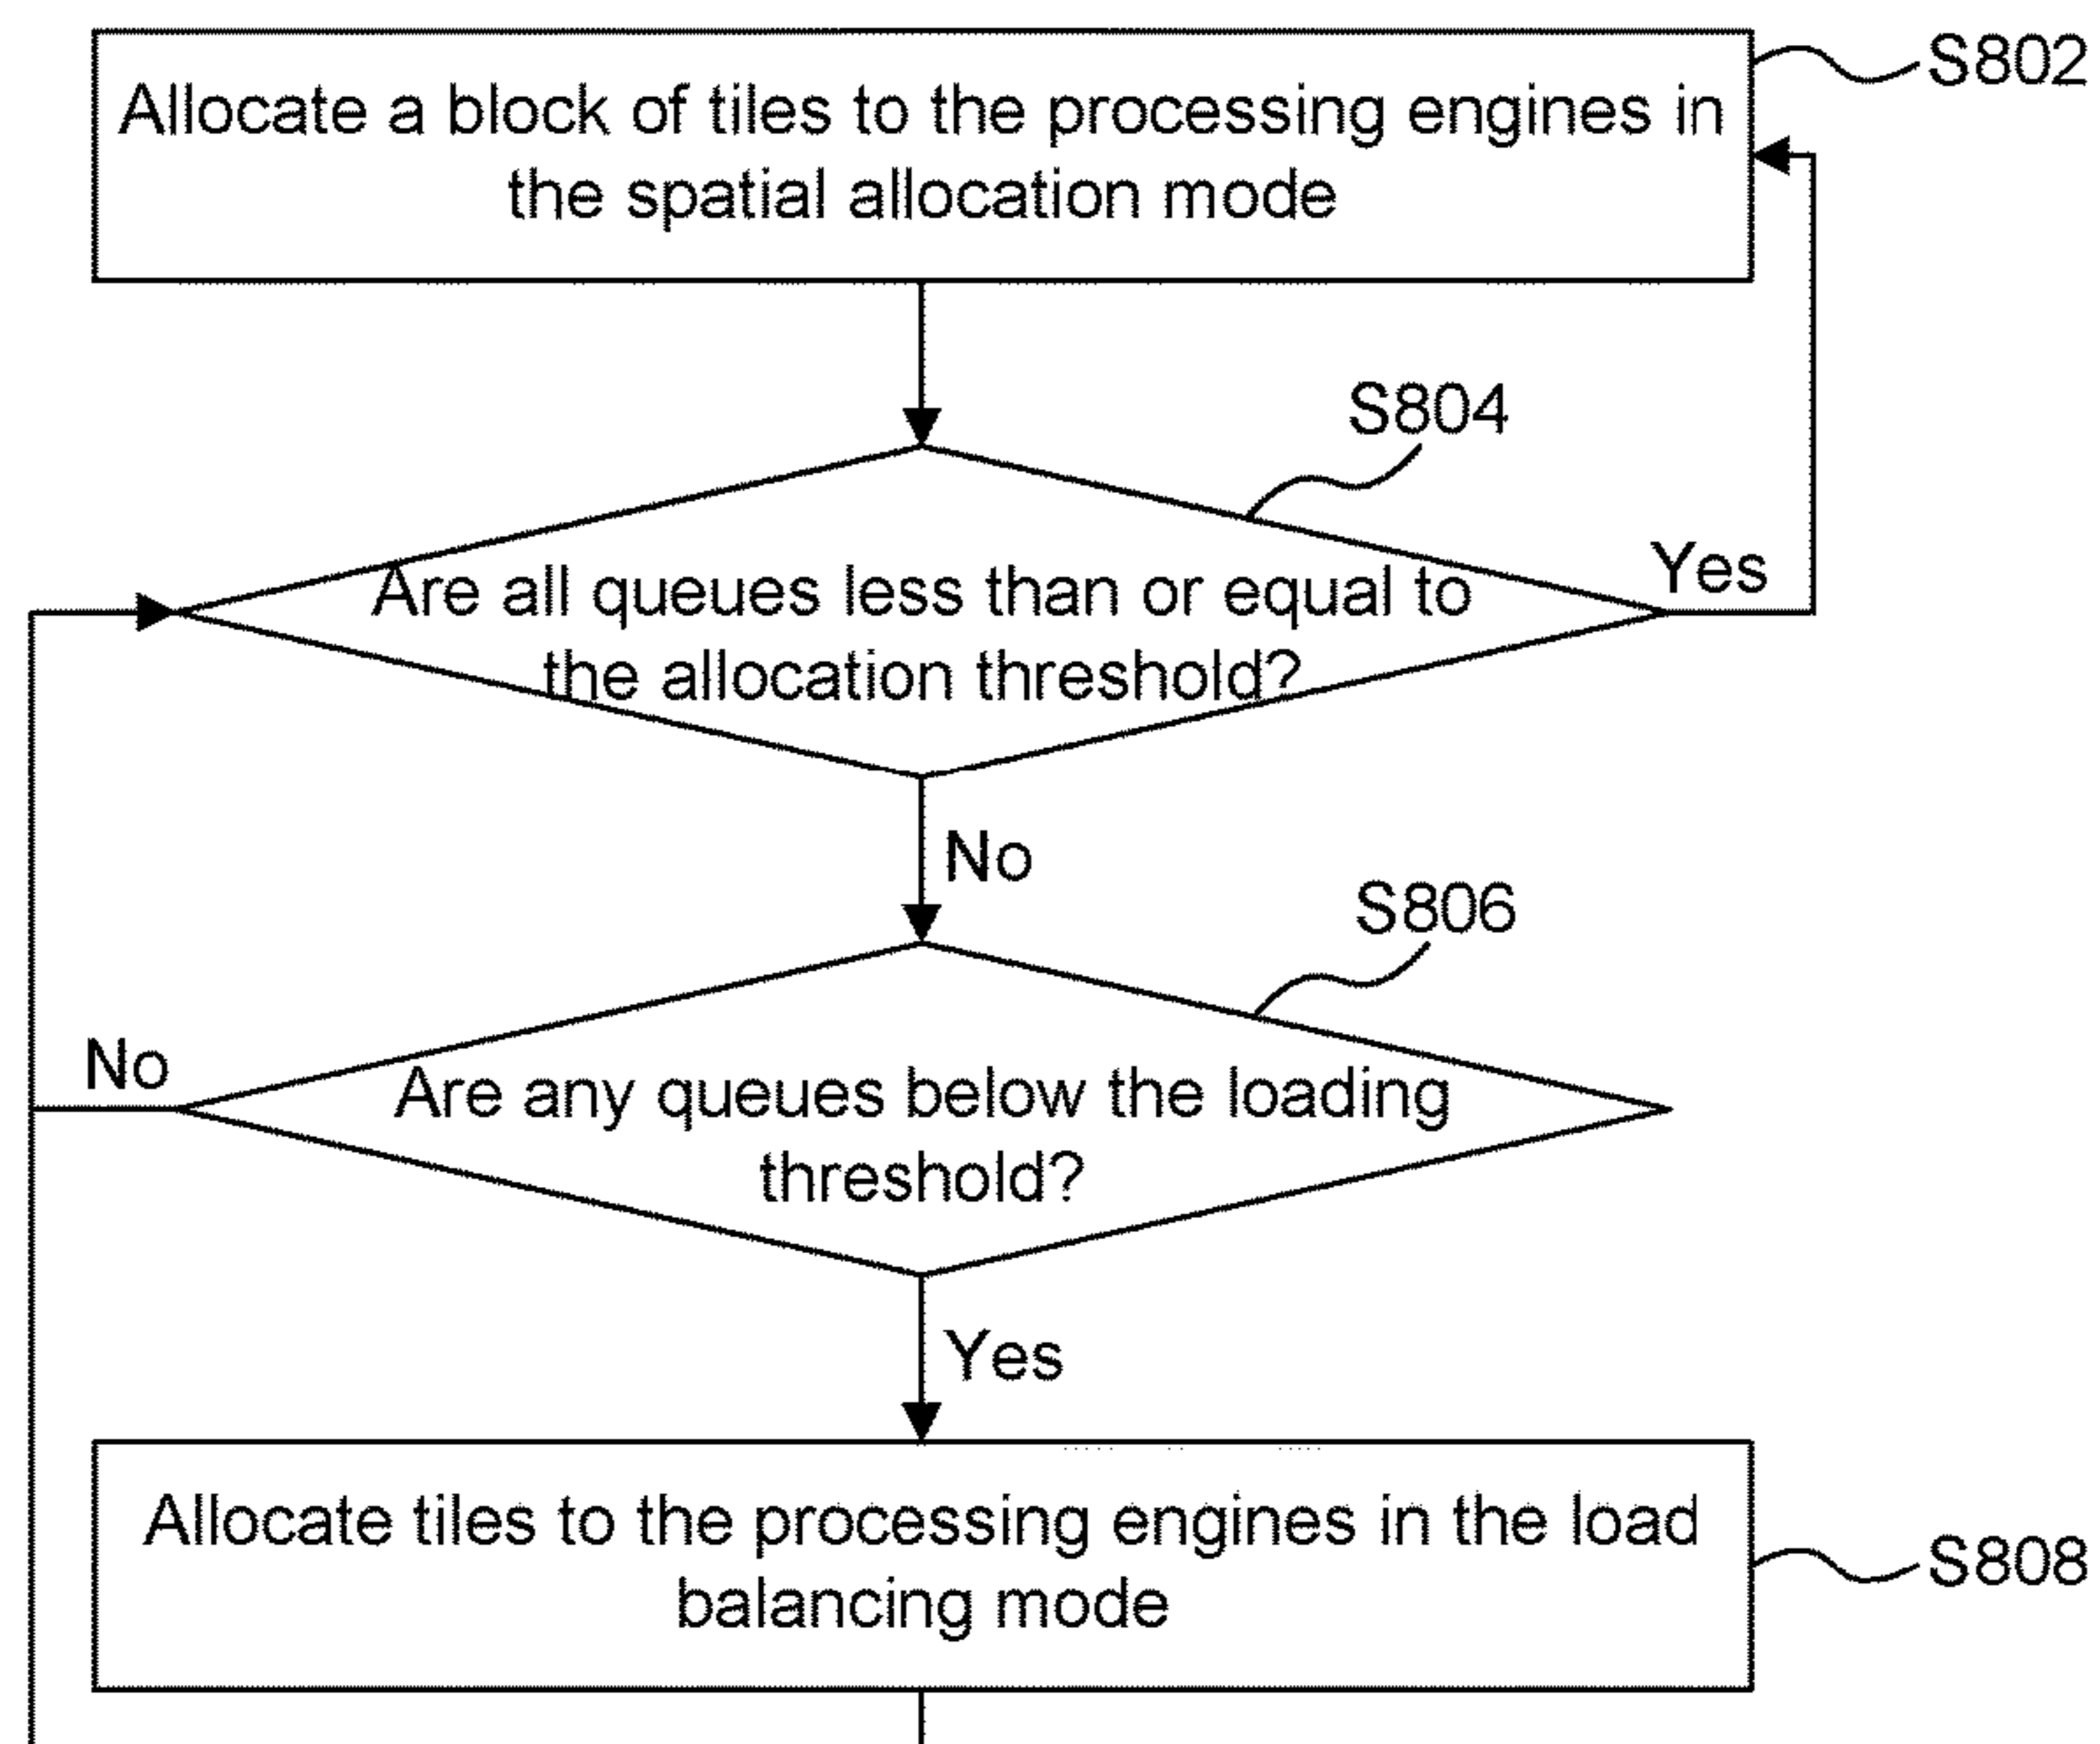 S802
Allocate a block of tiles to the processing engines in
the spatial allocation mode
S804
Yes
Are all queues less than or equal to
the allocation threshold?
No
S806
No
Are any queues below the loading
threshold?
Yes
Allocate tiles to the processing engines in the load
balancing mode
S808